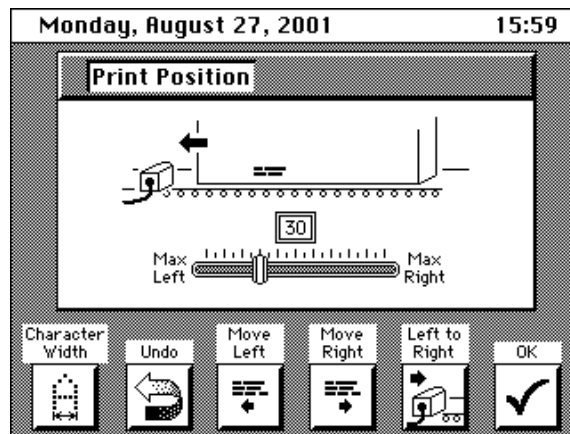 Monday, August 27, 2001 15:59
Print Position
30
Max Left
Max Right
Character Width
Undo
Move Left
Move Right
Left to Right
OK